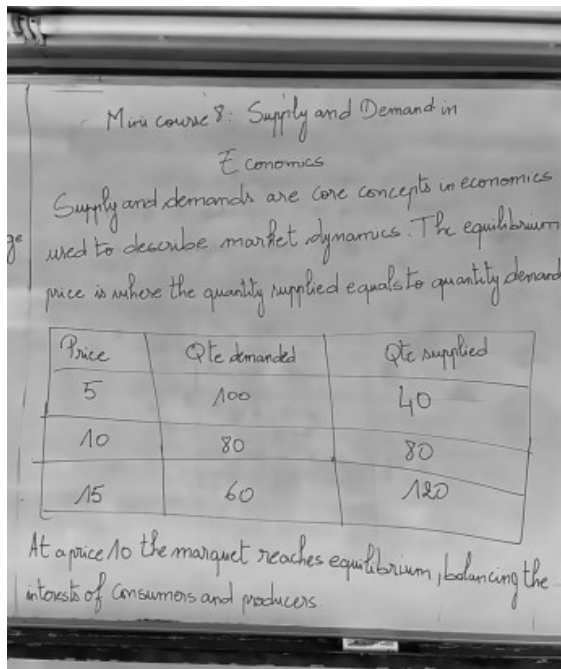 Mini course 8: Supply and Demand in
Economics
Supply and demands are core concepts in economics
ge used to describe market dynamics. The equilibrium
price is where the quantity supplied equals to quantity demand
Price Qte demanded Qte supplied
5 100 40
10 80 80
15 60 120
At a price 10 the marquet reaches equilibrium, balancing the
interests of consumers and producers.